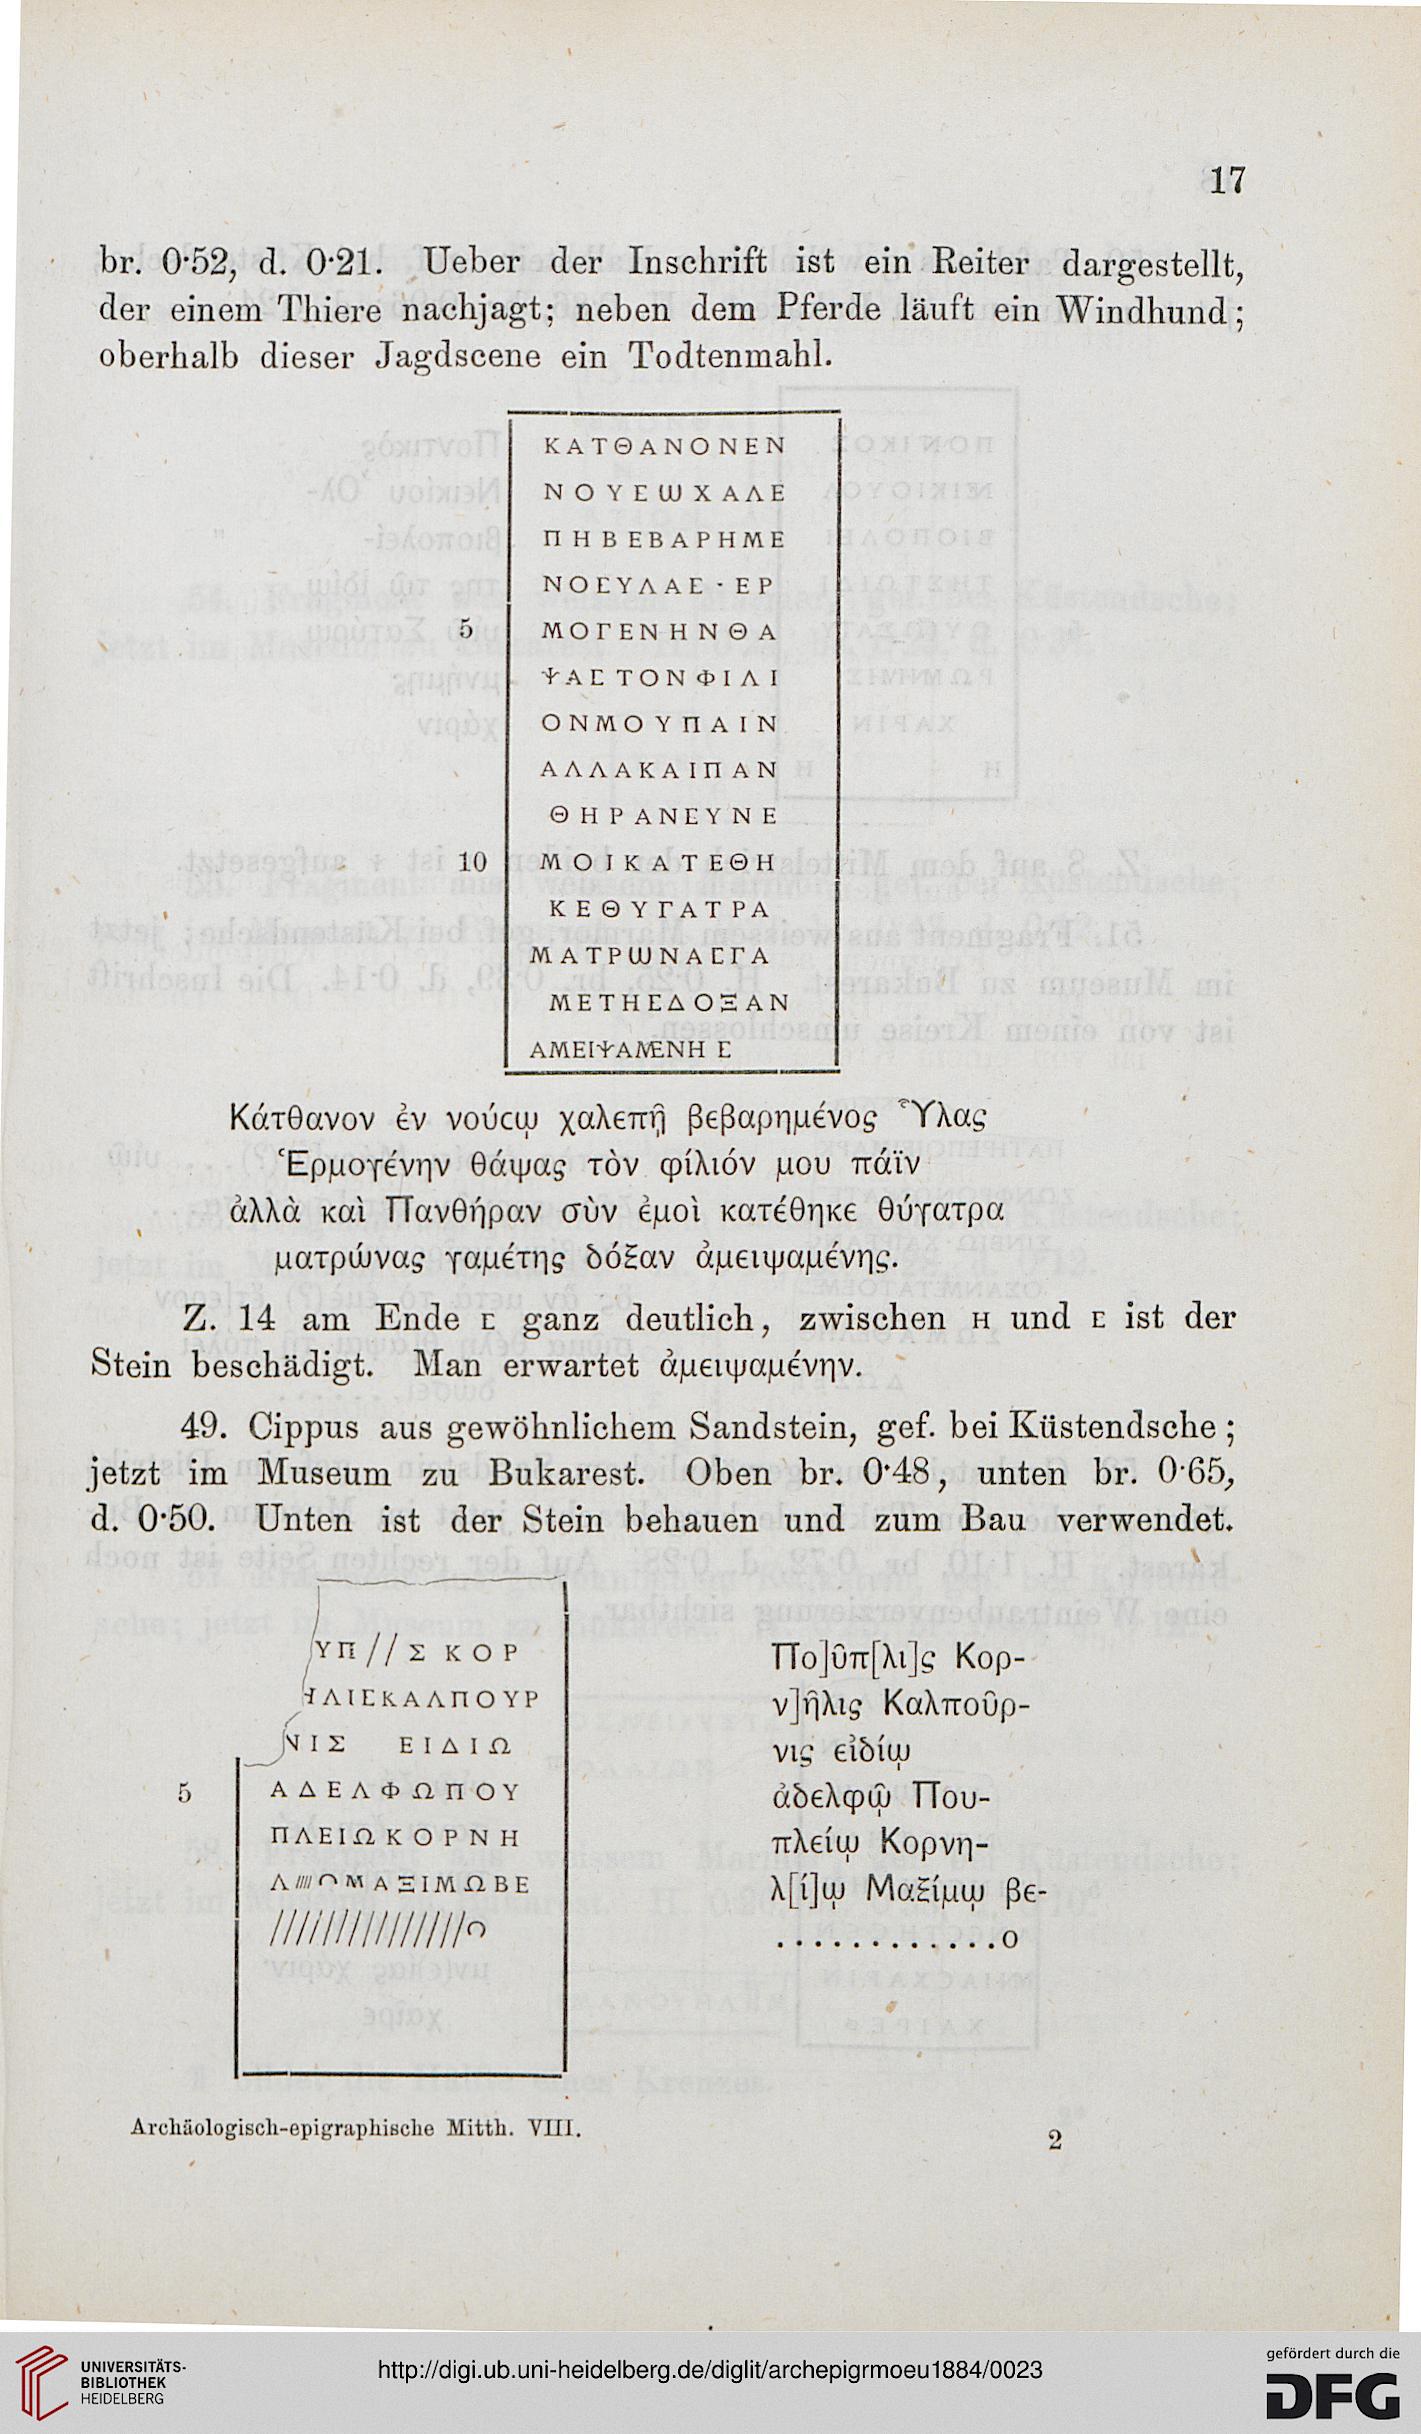 17
br. 0·52, d. 0·21. Ueber der Inschrift ist ein Reiter dargestellt,
der einem Thiere nachjagt; neben dem Pferde läuft ein Windhund;
oberhalb dieser Jagdscene ein Todtenmahl.
ΚΑΤΘΑΝΟΝΕΝ
ΝΟΥΣΩΧΑΛΕ
ΠΗΒΕΒΑΡΗΜΕ
ΝΟΣΥΛΑΣ·ΕΡ
5 ΜΟΓΕΝΗΝΘΑ
ΨΑΣΤΟΝΦΙΛΙ
ΟΝΜΟΥΠΑΙΝ
ΑΛΛΑΚΑΙΠΑΝ
ΘΗΡΑΝΣΥΝΕ
10 ΜΟΙΚΑΤΕΘΗ
ΚΕΘΥΓΑΤΡΑ
ΜΑΤΡΩΝΑΣΓΑ
ΜΕΤΗΣΔΟΞΑΝ
ΑΜΕΙΨΑΜΕΝΗ Σ
Κάτθανον ἐν νούσῳ χαλεπῇ βεβαρημένος Ὕλας
Ἑρμογένην θάψας τὸν φίλιόν μου πάϊν
ἀλλὰ καὶ Πανθήραν σὺν ἐμοὶ κατέθηκε θύγατρα
ματρώνας γαμέτης δόξαν ἀμειψαμένης.
Z. 14 am Ende Σ ganz deutlich, zwischen Η und Σ ist der
Stein beschädigt. Man erwartet ἀμειψαμένην.
49. Cippus aus gewöhnlichem Sandstein, gef. bei Küstendsche;
jetzt im Museum zu Bukarest. Oben br. 0·48, unten br. 0·65,
d. 0·50. Unten ist der Stein behauen und zum Bau verwendet.
ΥΠ//Σ ΚΟΡ
ΗΛΙΣΚΑΛΠΟΥΡ
ΝΙΣ ΕΙΔΙΩ
5 ΑΔΕΛΦΩΠΟΥ
ΠΛΕΙΩΚΟΡΝΗ
Λ////ΩΜΑΞΙΜΩΒΕ
///////////////Ο
Πο]ῦπ[λι]ς Κορ-
ν]ῆλις Καλποῦρ-
νις εἰδίῳ
ἀδελφῷ Που-
πλείῳ Κορνη-
λ[ί]ῳ Μαξίμῳ βε-
............ο
Archäologisch-epigraphische Mitth. VIII.
2
UNIVERSITÄTS-
BIBLIOTHEK
HEIDELBERG
http://digi.ub.uni-heidelberg.de/diglit/archepigrmoeu1884/0023
gefördert durch die
DFG